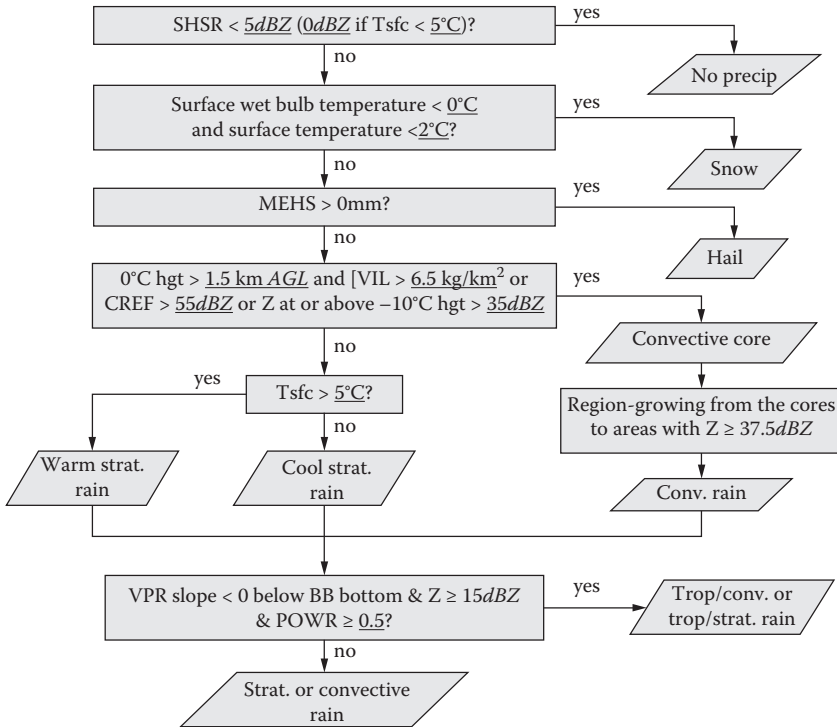 SHSR < 5dBZ (0dBZ if Tsfc < 5°C)?
yes
no
No precip
Surface wet bulb temperature < 0°C
and surface temperature <2°C?
yes
no
Snow
MEHS > 0mm?
yes
no
Hail
0°C hgt > 1.5 km AGL and [VIL > 6.5 kg/km² or
CREF > 55dBZ or Z at or above −10°C hgt > 35dBZ
yes
no
Convective core
yes
Tsfc > 5°C?
no
Region-growing from the cores
to areas with Z ≥ 37.5dBZ
Warm strat.
rain
Cool strat.
rain
Conv. rain
VPR slope < 0 below BB bottom & Z ≥ 15dBZ
& POWR ≥ 0.5?
yes
no
Trop/conv. or
trop/strat. rain
Strat. or convective
rain